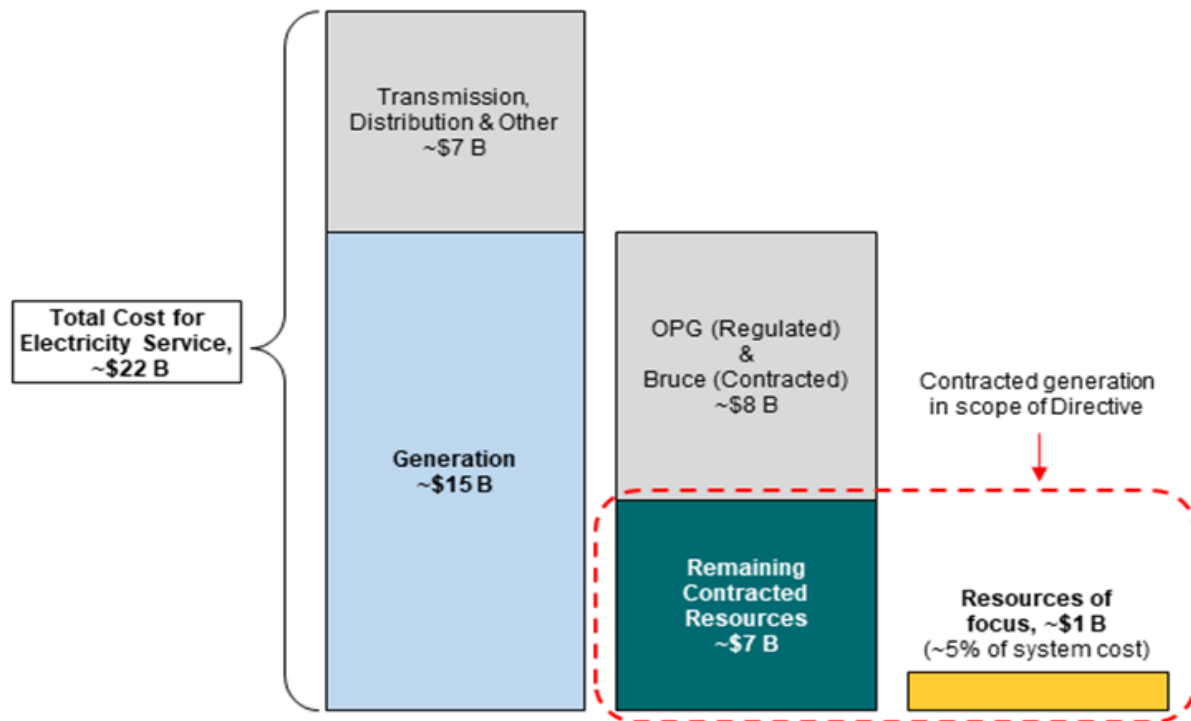 Transmission,
Distribution & Other
~$7 B
Total Cost for
Electricity Service,
~$22 B
Generation
~$15 B
OPG (Regulated)
&
Bruce (Contracted)
~$8 B
Contracted generation
in scope of Directive
Remaining
Contracted
Resources
~$7 B
Resources of
focus, ~$1 B
(~5% of system cost)